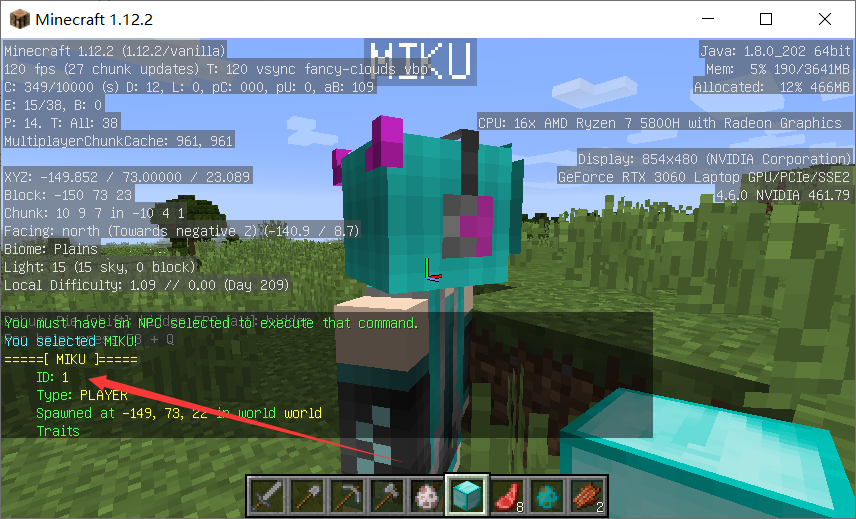 Minecraft 1.12.2
Minecraft 1.12.2 (1.12.2/vanilla)
120 fps (27 chunk updates) T: 120 vsync fancy-clouds vbo
C: 349/10000 (s) D: 12, L: 0, pC: 000, pU: 0, aB: 109
E: 15/38, B: 0
P: 14. T: All: 38
MultiplayerChunkCache: 961, 961
XYZ: -149.852 / 73.00000 / 23.089
Block: -150 73 23
Chunk: 10 9 7 in -10 4 1
Facing: north (Towards negative Z) (-140.9 / 8.7)
Biome: Plains
Light: 15 (15 sky, 0 block)
Local Difficulty: 1.09 // 0.00 (Day 209)
MIKU
Java: 1.8.0_202 64bit
Mem: 5% 190/3641MB
Allocated: 12% 466MB
CPU: 16x AMD Ryzen 7 5800H with Radeon Graphics
Display: 854x480 (NVIDIA Corporation)
GeForce RTX 3060 Laptop GPU/PCIe/SSE2
4.6.0 NVIDIA 461.79
You must have an NPC selected to execute that command.
You selected MIKU!
=====[ MIKU ]=====
ID: 1
Type: PLAYER
Spawned at -149, 73, 22 in world world
Traits
8
2